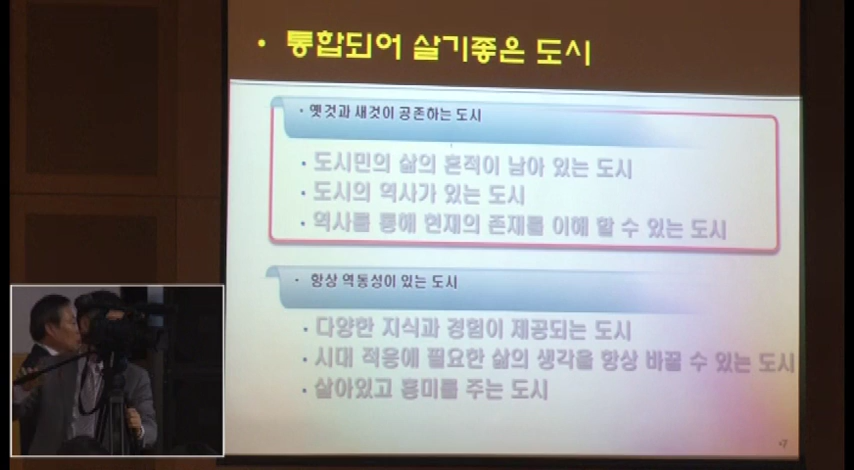 • 통합되어 살기좋은 도시
• 옛것과 새것이 공존하는 도시
• 도시민의 삶의 흔적이 남아 있는 도시
• 도시의 역사가 있는 도시
• 역사를 통해 현재의 존재를 이해 할 수 있는 도시
• 항상 역동성이 있는 도시
• 다양한 지식과 경험이 제공되는 도시
• 시대 적응에 필요한 삶의 생각을 항상 바꿀 수 있는 도시
• 살아있고 흥미를 주는 도시